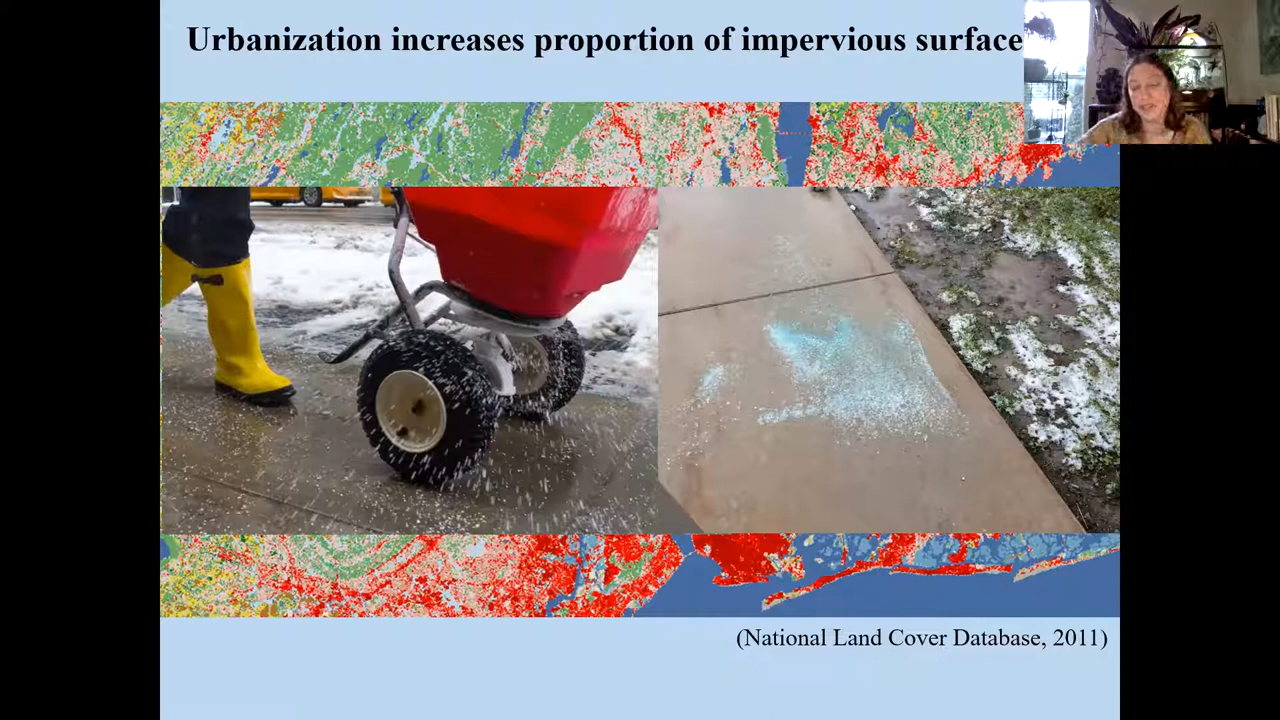 Urbanization increases proportion of impervious surface
(National Land Cover Database, 2011)